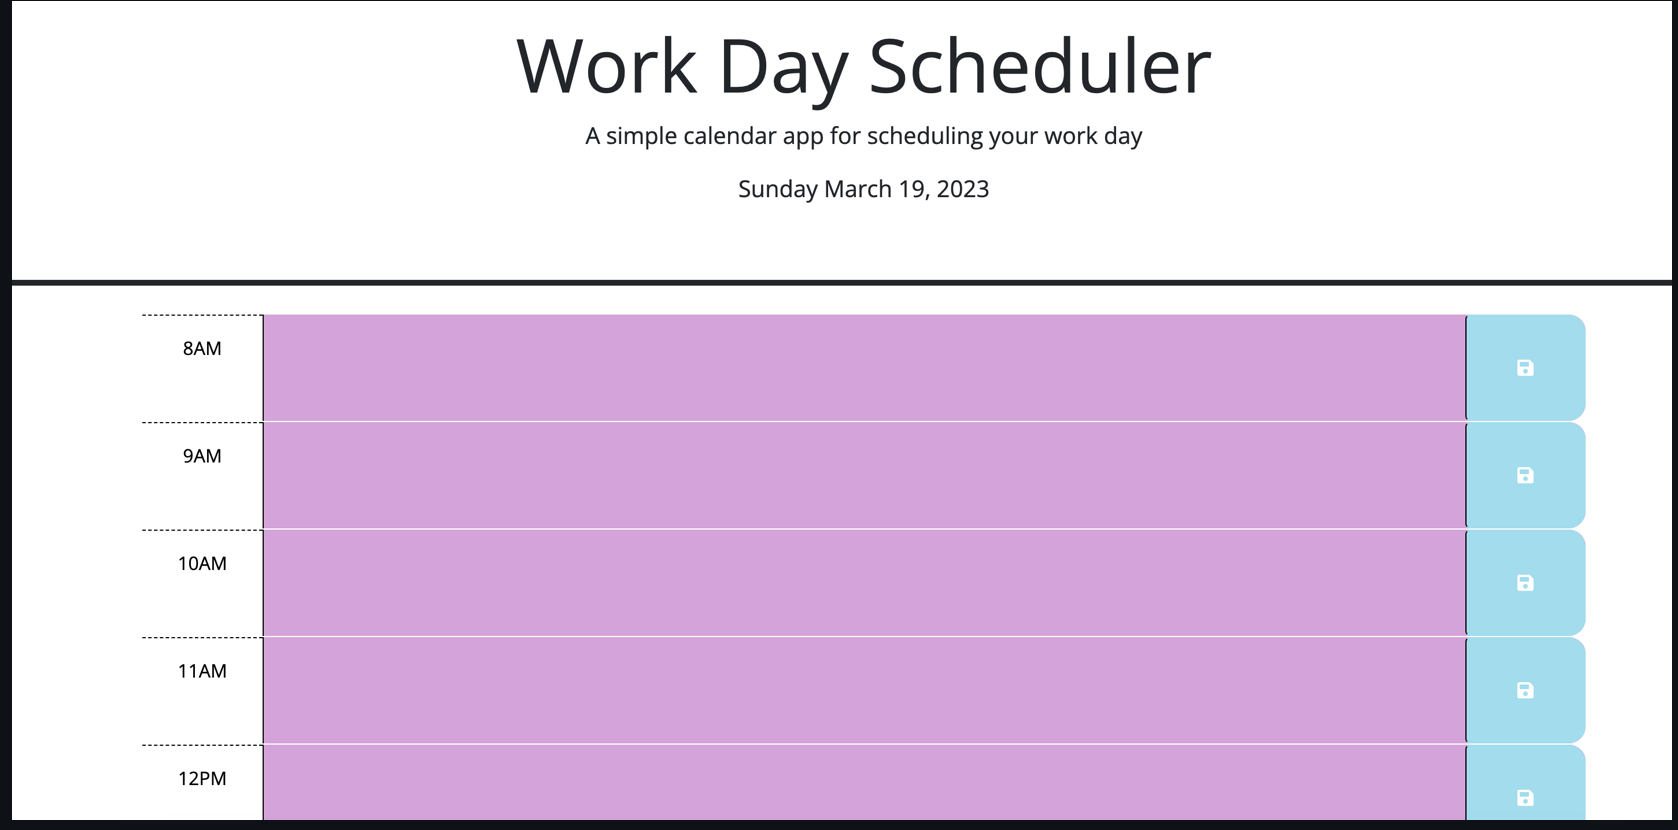 Work Day Scheduler
A simple calendar app for scheduling your work day
Sunday March 19, 2023
8AM
9AM
10AM
11AM
12PM